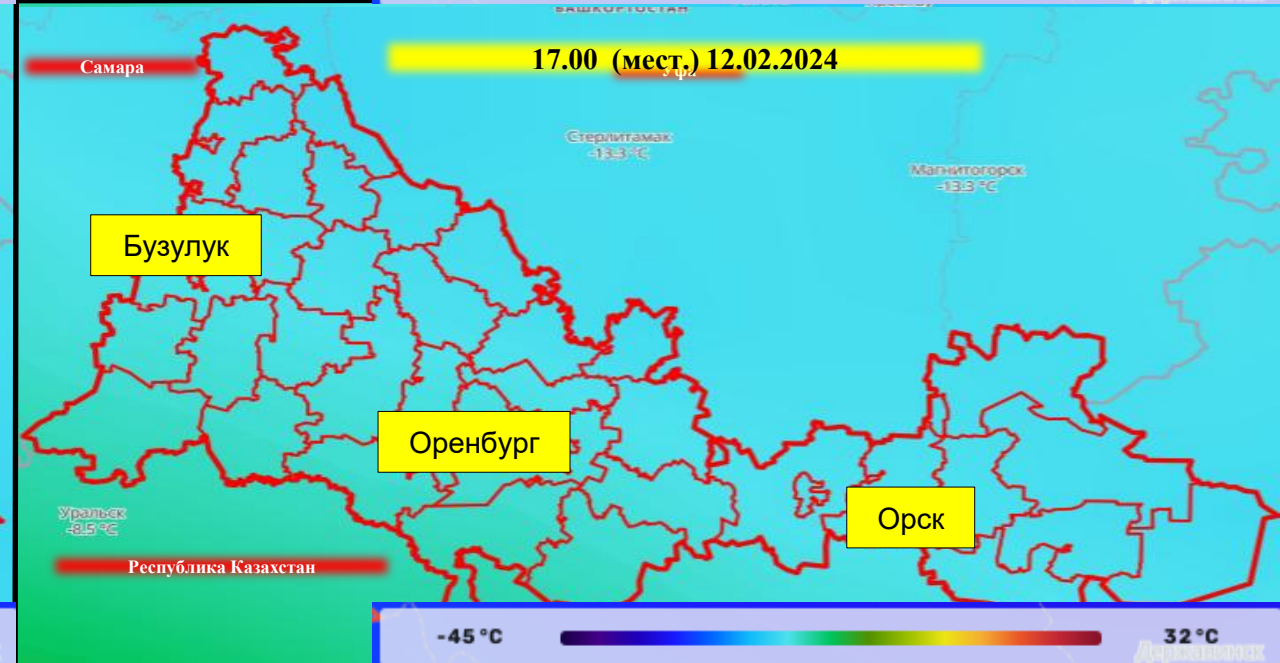 БАШКОРТОСТАН
Самара
17.00 (мест.) 12.02.2024
Уфа
Стерлитамак
-13.3 °C
Магнитогорск
-13.3 °C
Бузулук
Оренбург
Орск
Уральск
-8.5 °C
Республика Казахстан
-45 °C
32 °C
Державинск